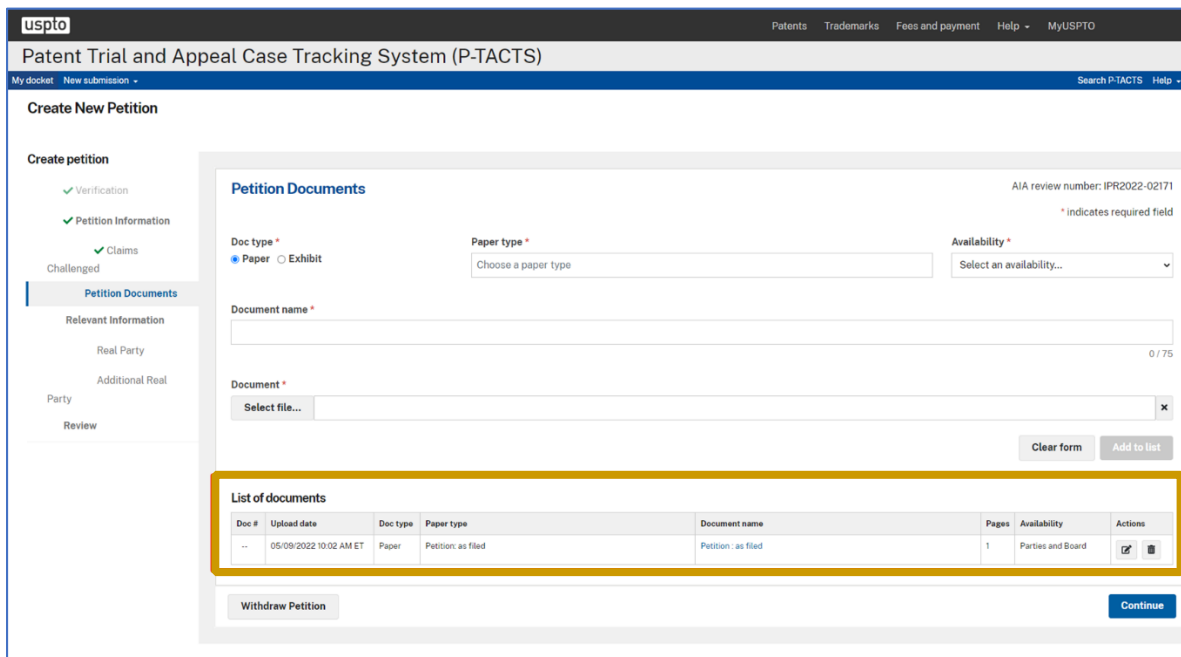 uspto
Patents Trademarks Fees and payment Help MyUSPTO
Patent Trial and Appeal Case Tracking System (P-TACTS)
My docket New submission
Search P-TACTS Help
Create New Petition
Create petition
Verification
Petition Information
Claims
Challenged
Petition Documents
Relevant Information
Real Party
Additional Real
Party
Review
Petition Documents
AIA review number: IPR2022-02171
* indicates required field
Doc type * Paper type * Availability *
Paper Exhibit Choose a paper type Select an availability...
Document name *
0 / 75
Document *
Select file...
Clear form Add to list
List of documents
Doc # Upload date Doc type Paper type Document name Pages Availability Actions
-- 05/09/2022 10:02 AM ET Paper Petition: as filed Petition : as filed 1 Parties and Board
Withdraw Petition Continue